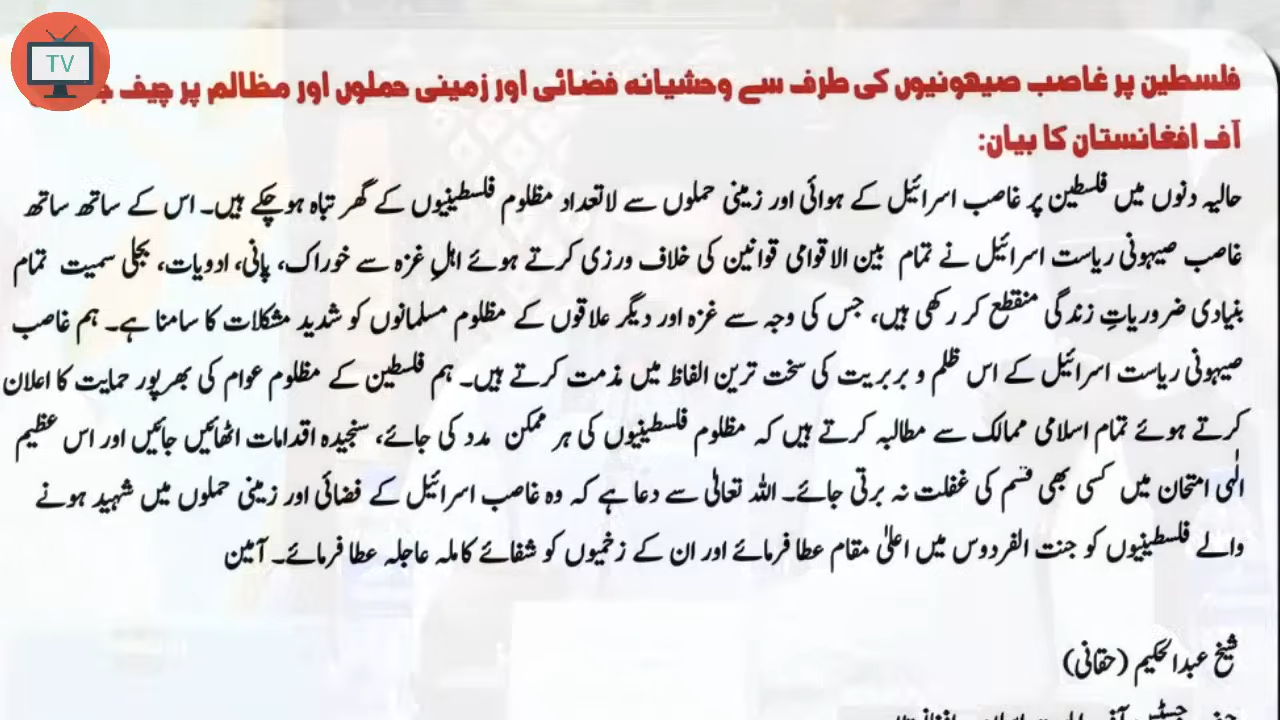 TV
فلسطین پر غاصب صیھونیوں کی طرف سے وحشیانہ فضائی اور زمینی حملوں اور مظالم پر چیف
آف افغانستان کا بیان:
حالیہ دنوں میں فلسطین پر غاصب اسرائیل کے ہوائی اور زمینی حملوں سے لاتعداد مظلوم فلسطینیوں کے گھر تباہ ہوچکے ہیں۔ اس کے ساتھ ساتھ
غاصب صیہونی ریاست اسرائیل نے تمام بین الاقوامی قوانین کی خلاف ورزی کرتے ہوئے اہلِ غزہ سے خوراک، پانی، ادویات، بجلی سمیت تمام
بنیادی ضروریاتِ زندگی منقطع کر رکھی ہیں، جس کی وجہ سے غزہ اور دیگر علاقوں کے مظلوم مسلمانوں کو شدید مشکلات کا سامنا ہے۔ ہم غاصب
صیہونی ریاست اسرائیل کے اس ظلم و بربریت کی سخت ترین الفاظ میں مذمت کرتے ہیں۔ ہم فلسطین کے مظلوم عوام کی بھرپور حمایت کا اعلان
کرتے ہوئے تمام اسلامی ممالک سے مطالبہ کرتے ہیں کہ مظلوم فلسطینیوں کی ہر ممکن مدد کی جائے، سنجیدہ اقدامات اٹھائیں جائیں اور اس عظیم
الٰہی امتحان میں کسی بھی قسم کی غفلت نہ برتی جائے۔ اللہ تعالٰی سے دعا ہے کہ وہ غاصب اسرائیل کے فضائی اور زمینی حملوں میں شہید ہونے
والے فلسطینیوں کو جنت الفردوس میں اعلیٰ مقام عطا فرمائے اور ان کے زخمیوں کو شفائے کاملہ عاجلہ عطا فرمائے۔ آمین
شیخ عبدالحکیم (حقانی)